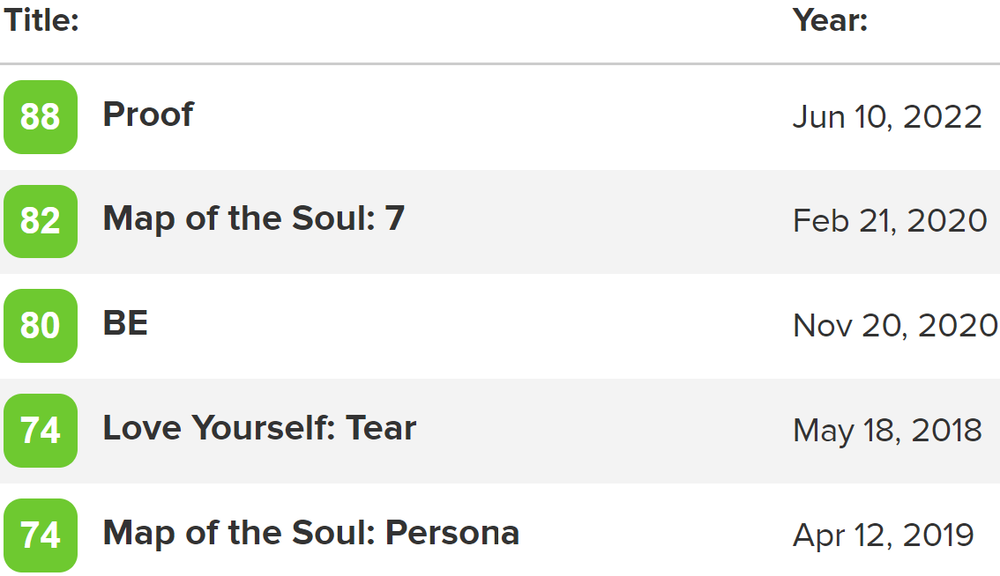 Title: Year:
88 Proof Jun 10, 2022
82 Map of the Soul: 7 Feb 21, 2020
80 BE Nov 20, 2020
74 Love Yourself: Tear May 18, 2018
74 Map of the Soul: Persona Apr 12, 2019